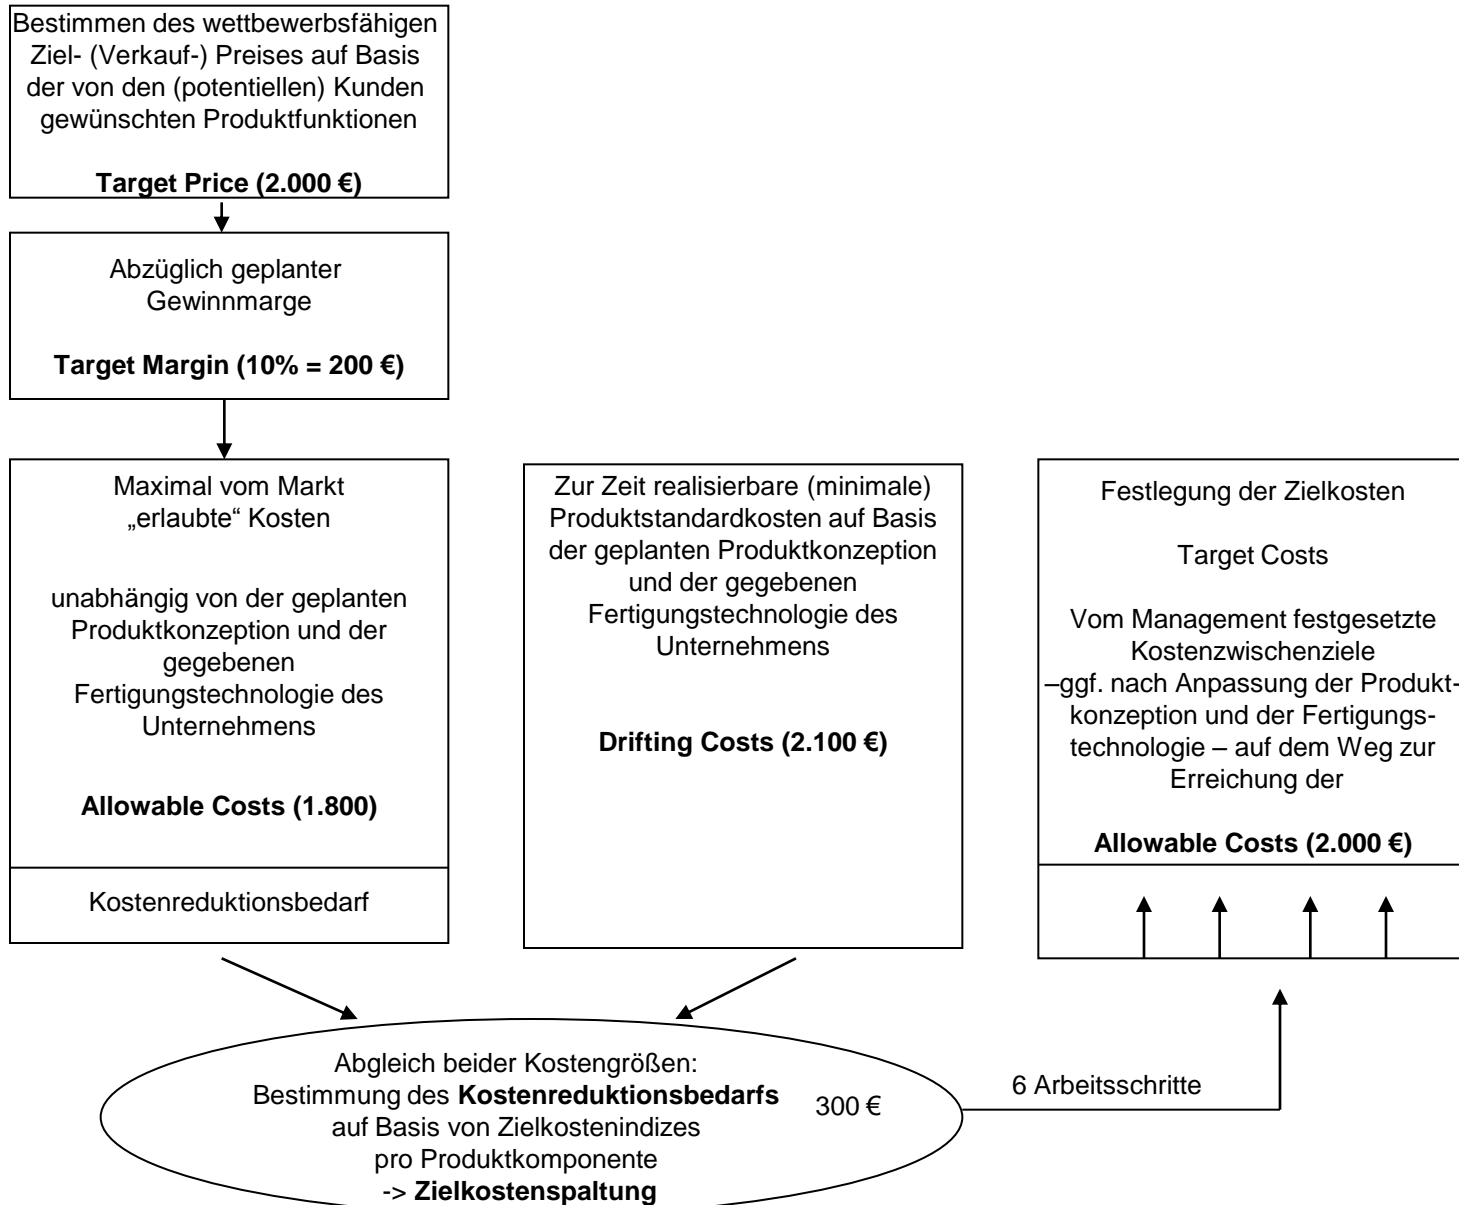 Bestimmen des wettbewerbsfähigen
Ziel- (Verkauf-) Preises auf Basis
der von den (potentiellen) Kunden
gewünschten Produktfunktionen
Target Price (2.000 €)
Abzüglich geplanter
Gewinnmarge
Target Margin (10% = 200 €)
Maximal vom Markt
„erlaubte“ Kosten
unabhängig von der geplanten
Produktkonzeption und der
gegebenen
Fertigungstechnologie des
Unternehmens
Allowable Costs (1.800)
Kostenreduktionsbedarf
Zur Zeit realisierbare (minimale)
Produktstandardkosten auf Basis
der geplanten Produktkonzeption
und der gegebenen
Fertigungstechnologie des
Unternehmens
Drifting Costs (2.100 €)
Festlegung der Zielkosten
Target Costs
Vom Management festgesetzte
Kostenzwischenziele
–ggf. nach Anpassung der Produkt-
konzeption und der Fertigungs-
technologie – auf dem Weg zur
Erreichung der
Allowable Costs (2.000 €)
Abgleich beider Kostengrößen:
Bestimmung des Kostenreduktionsbedarfs
300 €
auf Basis von Zielkostenindizes
pro Produktkomponente
-> Zielkostenspaltung
6 Arbeitsschritte